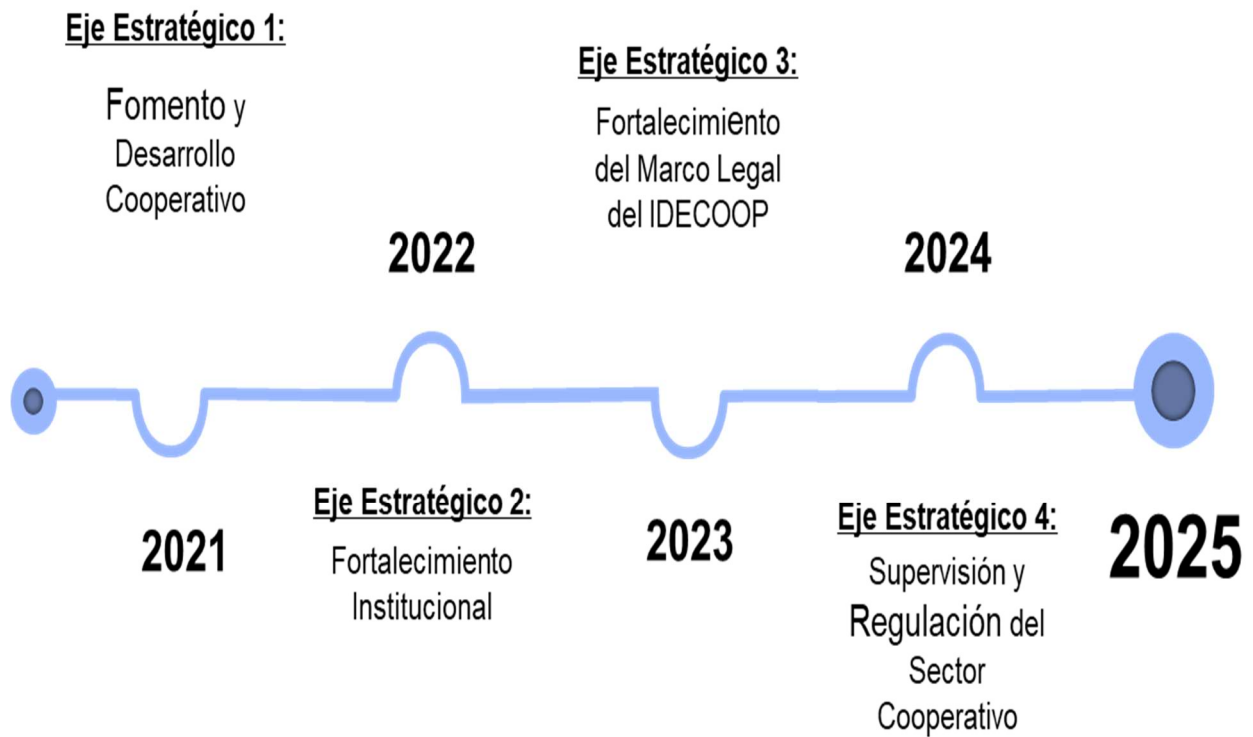 Eje Estratégico 1:
Fomento y
Desarrollo
Cooperativo
2021
2022
Eje Estratégico 2:
Fortalecimiento
Institucional
Eje Estratégico 3:
Fortalecimiento
del Marco Legal
del IDECOOP
2023
2024
Eje Estratégico 4:
Supervisión y
Regulación del
Sector
Cooperativo
2025